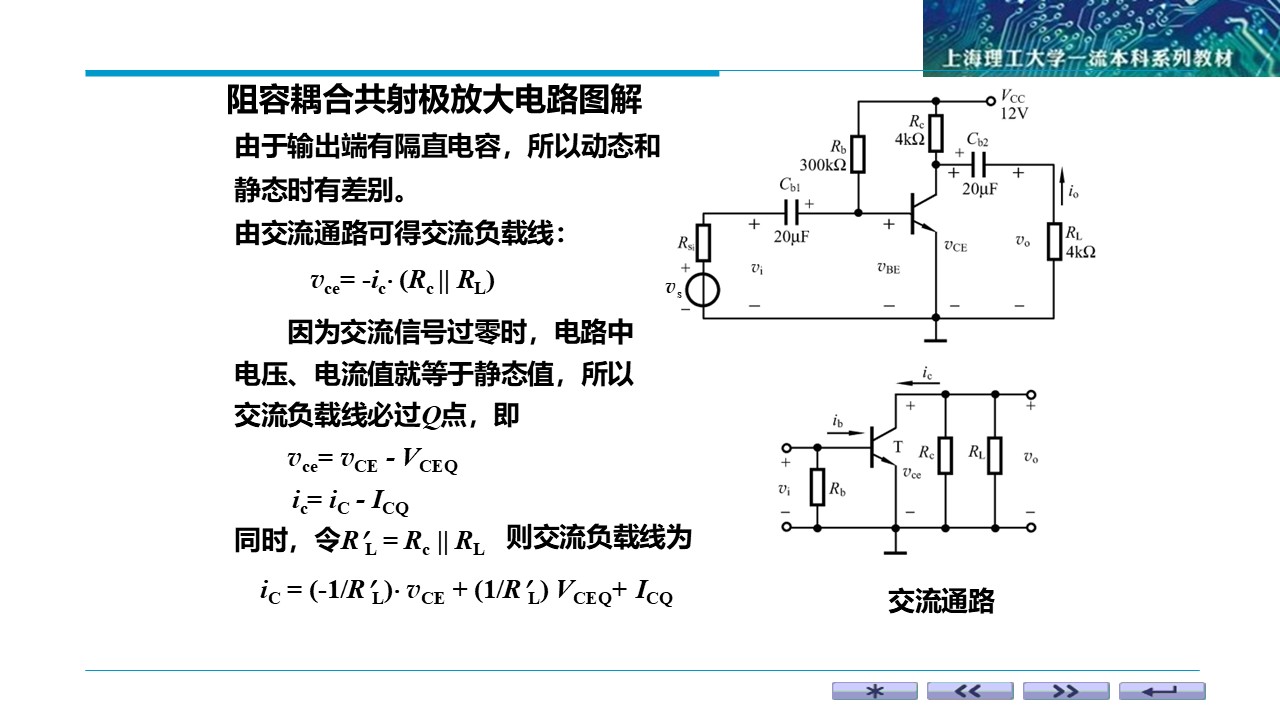 上海理工大学一流本科系列教材
阻容耦合共射极放大电路图解
由于输出端有隔直电容，所以动态和
静态时有差别。
由交流通路可得交流负载线：
vce= -ic· (Rc || RL)
因为交流信号过零时，电路中
电压、电流值就等于静态值，所以
交流负载线必过Q点，即
vce= vCE - VCEQ
ic= iC - ICQ
同时，令R′L = Rc || RL 则交流负载线为
iC = (-1/R′L)· vCE + (1/R′L) VCEQ+ ICQ
VCC
12V
Rc
4kΩ
Cb2
+
20μF
Rb
300kΩ
Cb1
+
20μF
+
+
+
+
io
Rsi
RL
4kΩ
vi
vBE
vCE
vo
+
vs
−
−
−
−
−
ic
+
+
ib
T
Rc
RL
vo
+
vce
vi
Rb
−
−
−
交流通路
* << >> ↵